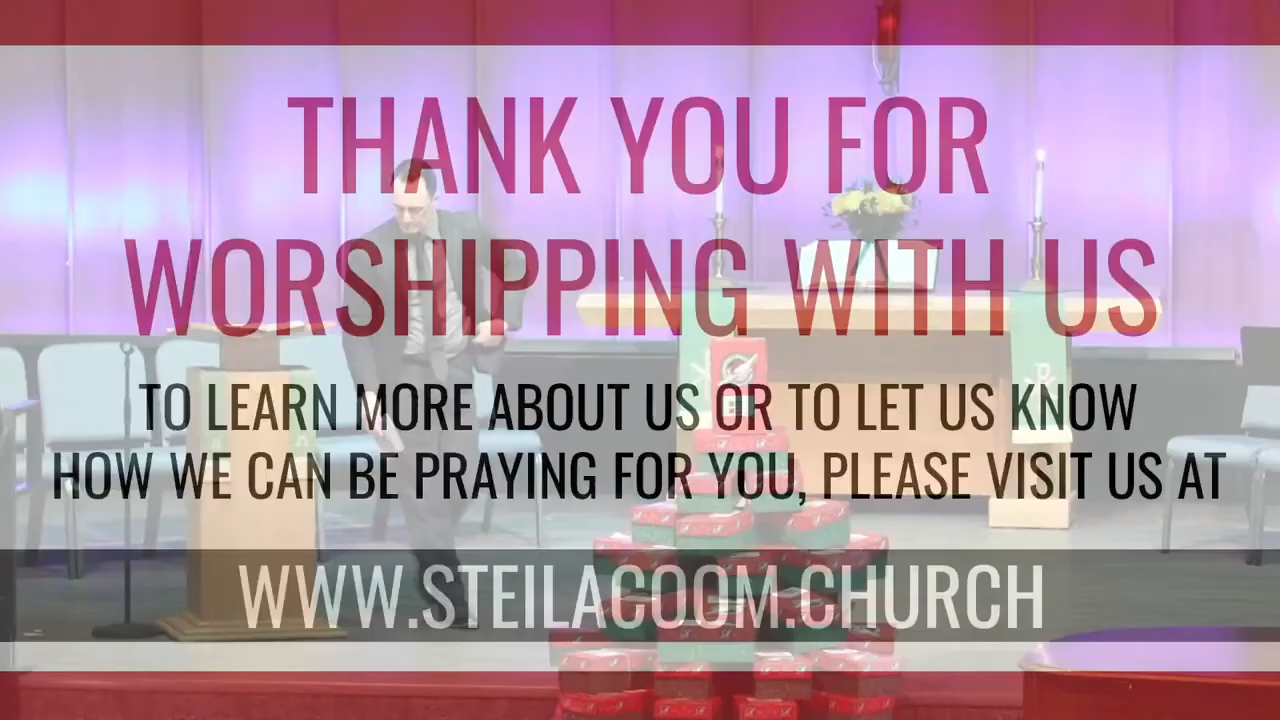 THANK YOU FOR
WORSHIPPING WITH US
TO LEARN MORE ABOUT US OR TO LET US KNOW
HOW WE CAN BE PRAYING FOR YOU, PLEASE VISIT US AT
WWW.STEILACOOM.CHURCH